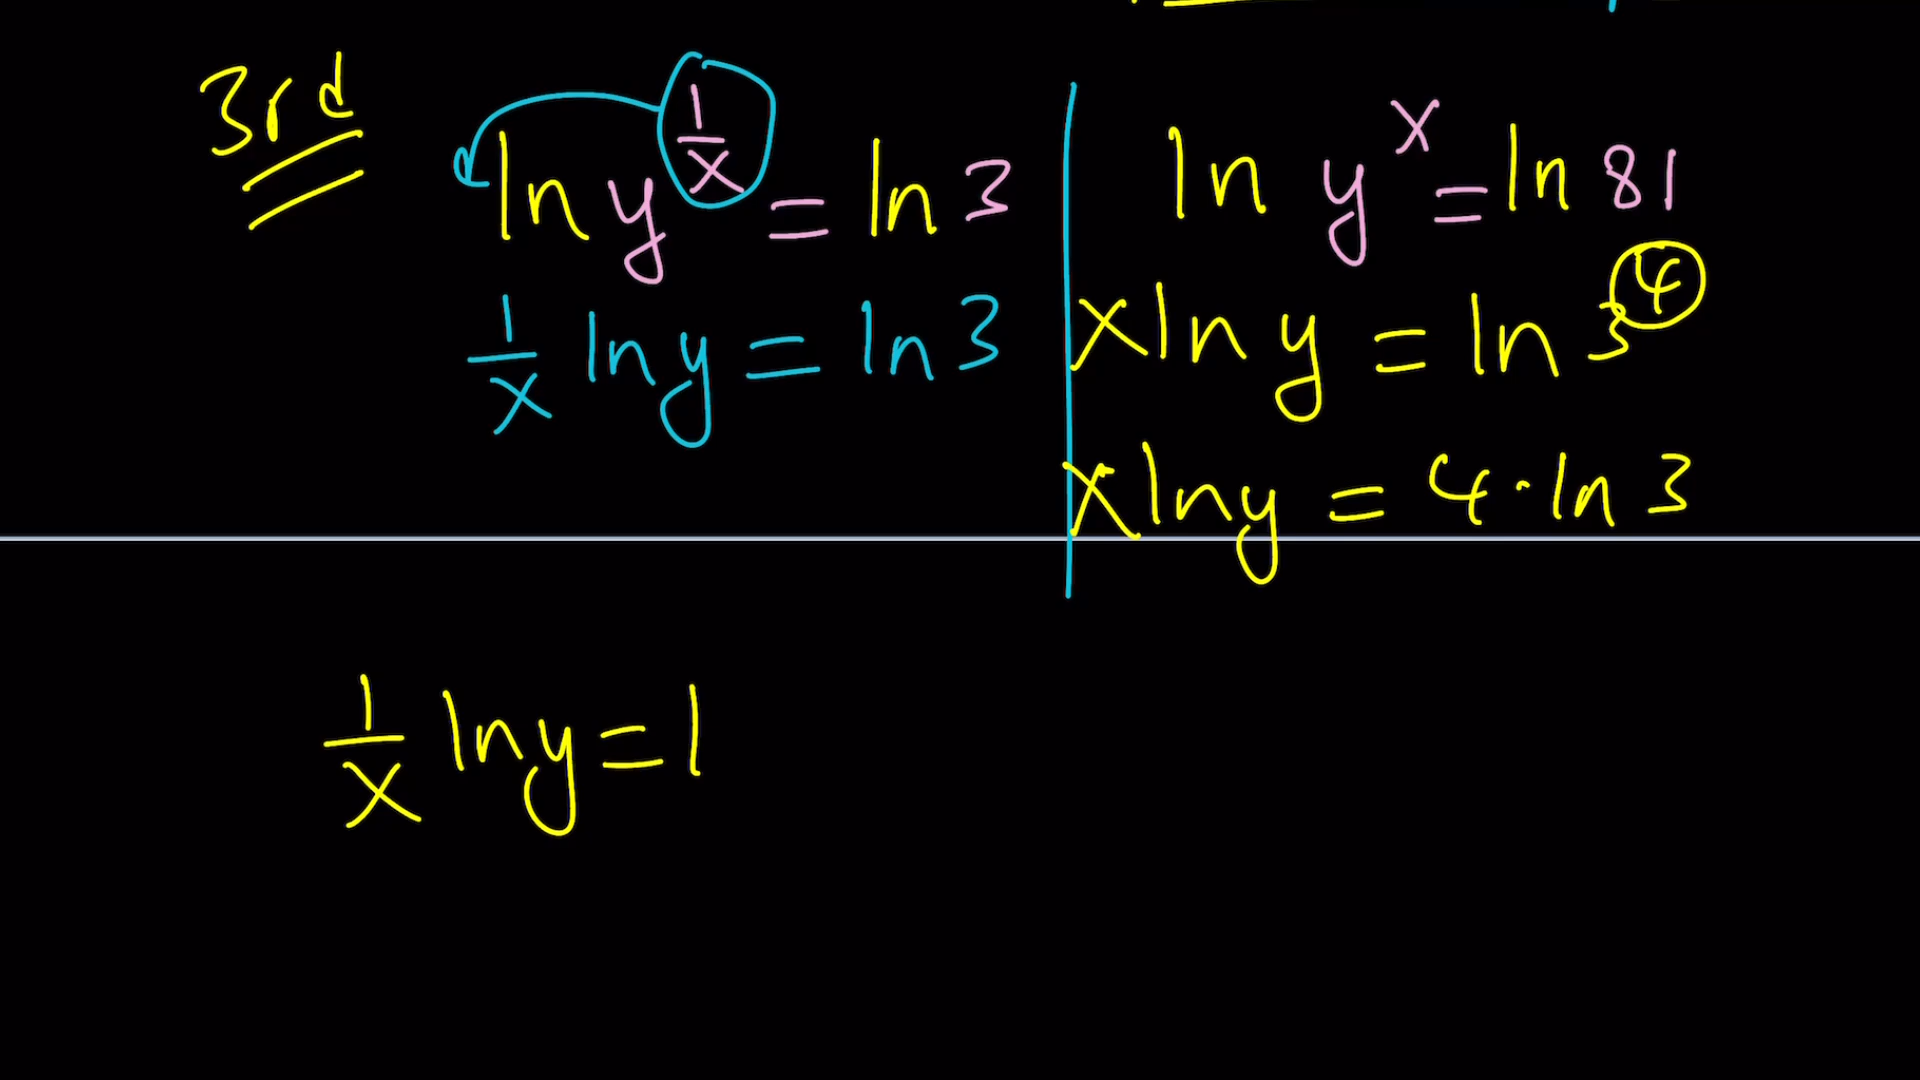 3rd
ln y^(1/x) = ln 3
1/x ln y = ln 3
ln y^x = ln 81
x ln y = ln 3^4
x ln y = 4 · ln 3
1/x ln y = 1